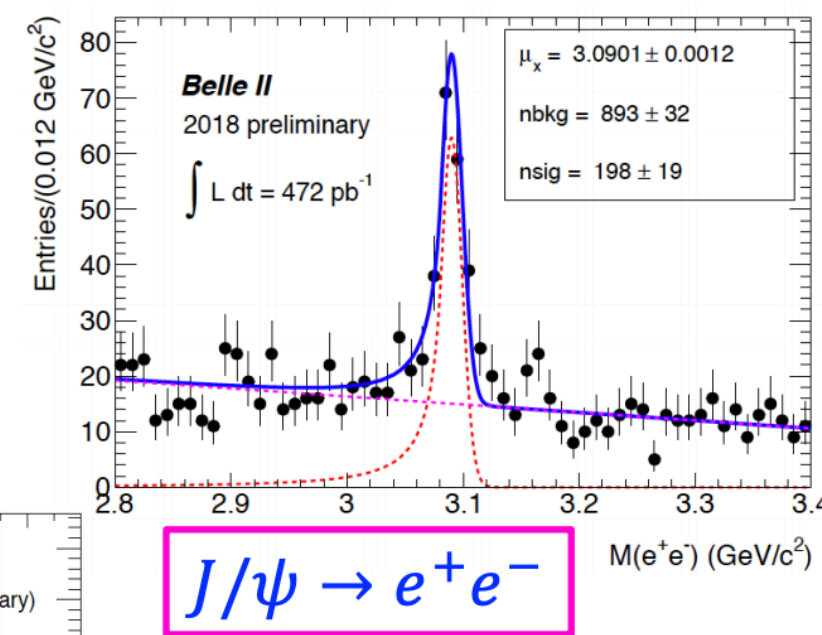 Entries/(0.012 GeV/c²)
80
70
60
50
40
30
20
10
0
Belle II
2018 preliminary
∫ L dt = 472 pb⁻¹
μₓ = 3.0901 ± 0.0012
nbkg = 893 ± 32
nsig = 198 ± 19
2.8 2.9 3 3.1 3.2 3.3 3.4
M(e⁺e⁻) (GeV/c²)
ary)
J/ψ → e⁺e⁻